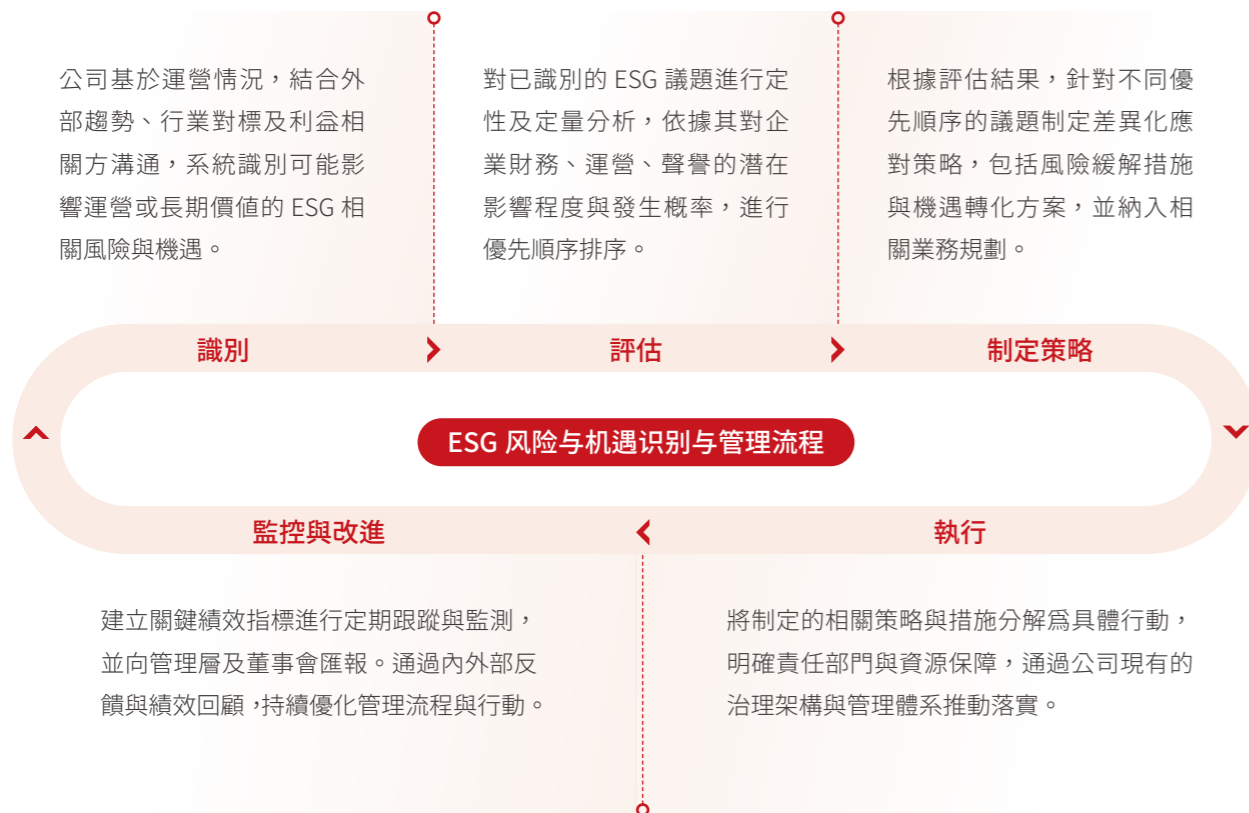 公司基於運營情況，結合外
部趨勢、行業對標及利益相
關方溝通，系統識別可能影
響運營或長期價值的 ESG 相
關風險與機遇。
對已識別的 ESG 議題進行定
性及定量分析，依據其對企
業財務、運營、聲譽的潛在
影響程度與發生概率，進行
優先順序排序。
根據評估結果，針對不同優
先順序的議題制定差異化應
對策略，包括風險緩解措施
與機遇轉化方案，並納入相
關業務規劃。
識別
評估
制定策略
ESG 风险与机遇识别与管理流程
監控與改進
執行
建立關鍵績效指標進行定期跟蹤與監測，
並向管理層及董事會匯報。通過內外部反
饋與績效回顧，持續優化管理流程與行動。
將制定的相關策略與措施分解爲具體行動，
明確責任部門與資源保障，通過公司現有的
治理架構與管理體系推動落實。